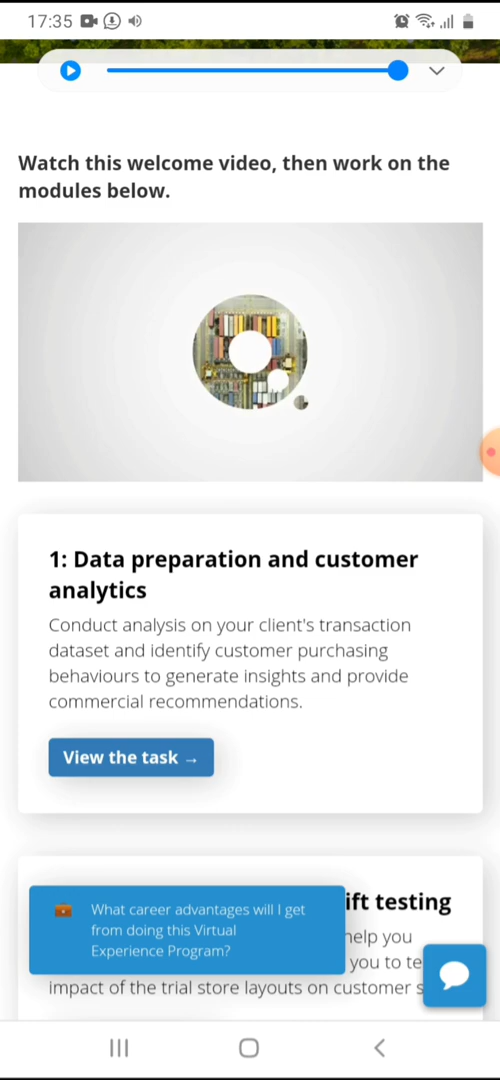 17:35
Watch this welcome video, then work on the
modules below.
1: Data preparation and customer
analytics
Conduct analysis on your client's transaction
dataset and identify customer purchasing
behaviours to generate insights and provide
commercial recommendations.
View the task →
ift testing
help you
you to te
impact of the trial store layouts on customer s
What career advantages will I get
from doing this Virtual
Experience Program?